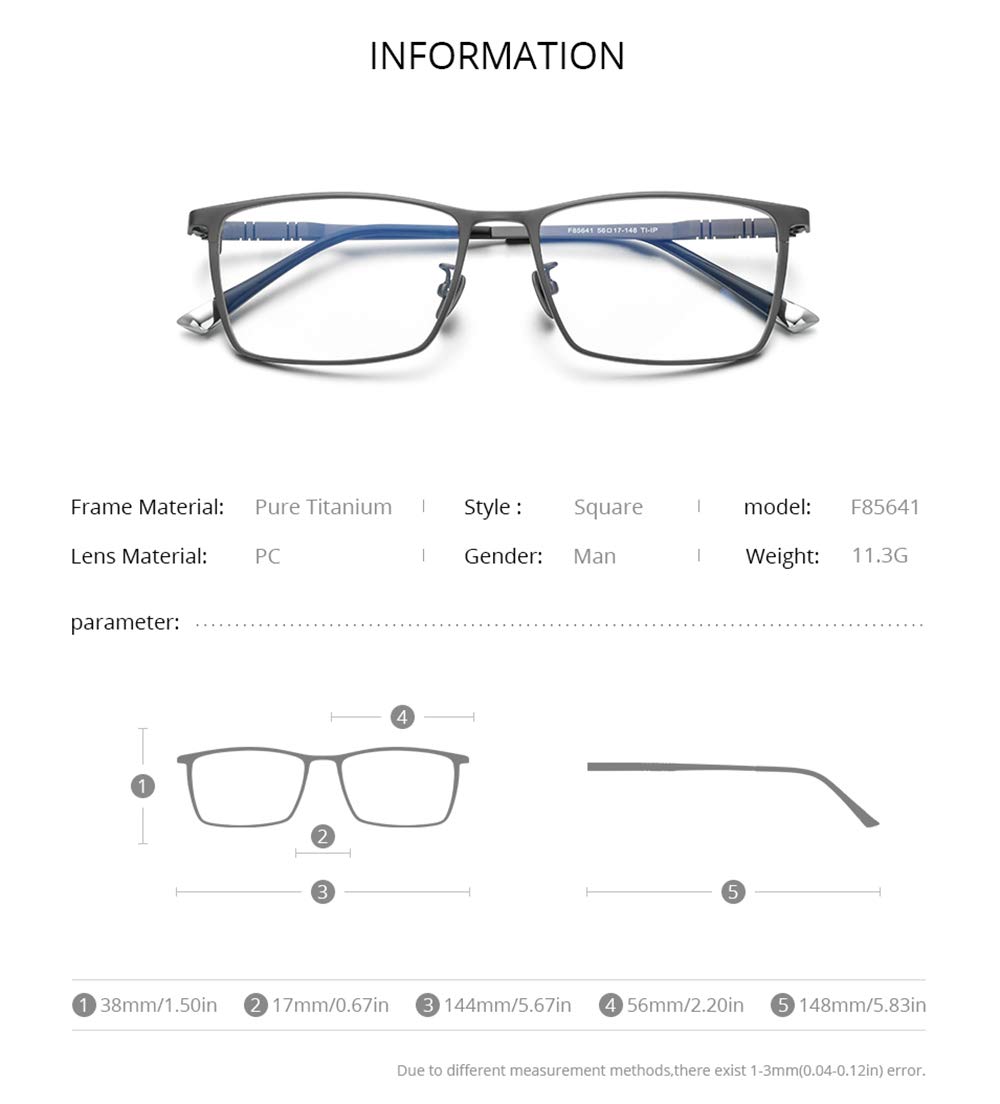 INFORMATION
F85641 56□17-148 TI-IP
Frame Material: Pure Titanium Style : Square model: F85641
Lens Material: PC Gender: Man Weight: 11.3G
parameter:
4
1
2
3 5
1 38mm/1.50in 2 17mm/0.67in 3 144mm/5.67in 4 56mm/2.20in 5 148mm/5.83in
Due to different measurement methods,there exist 1-3mm(0.04-0.12in) error.